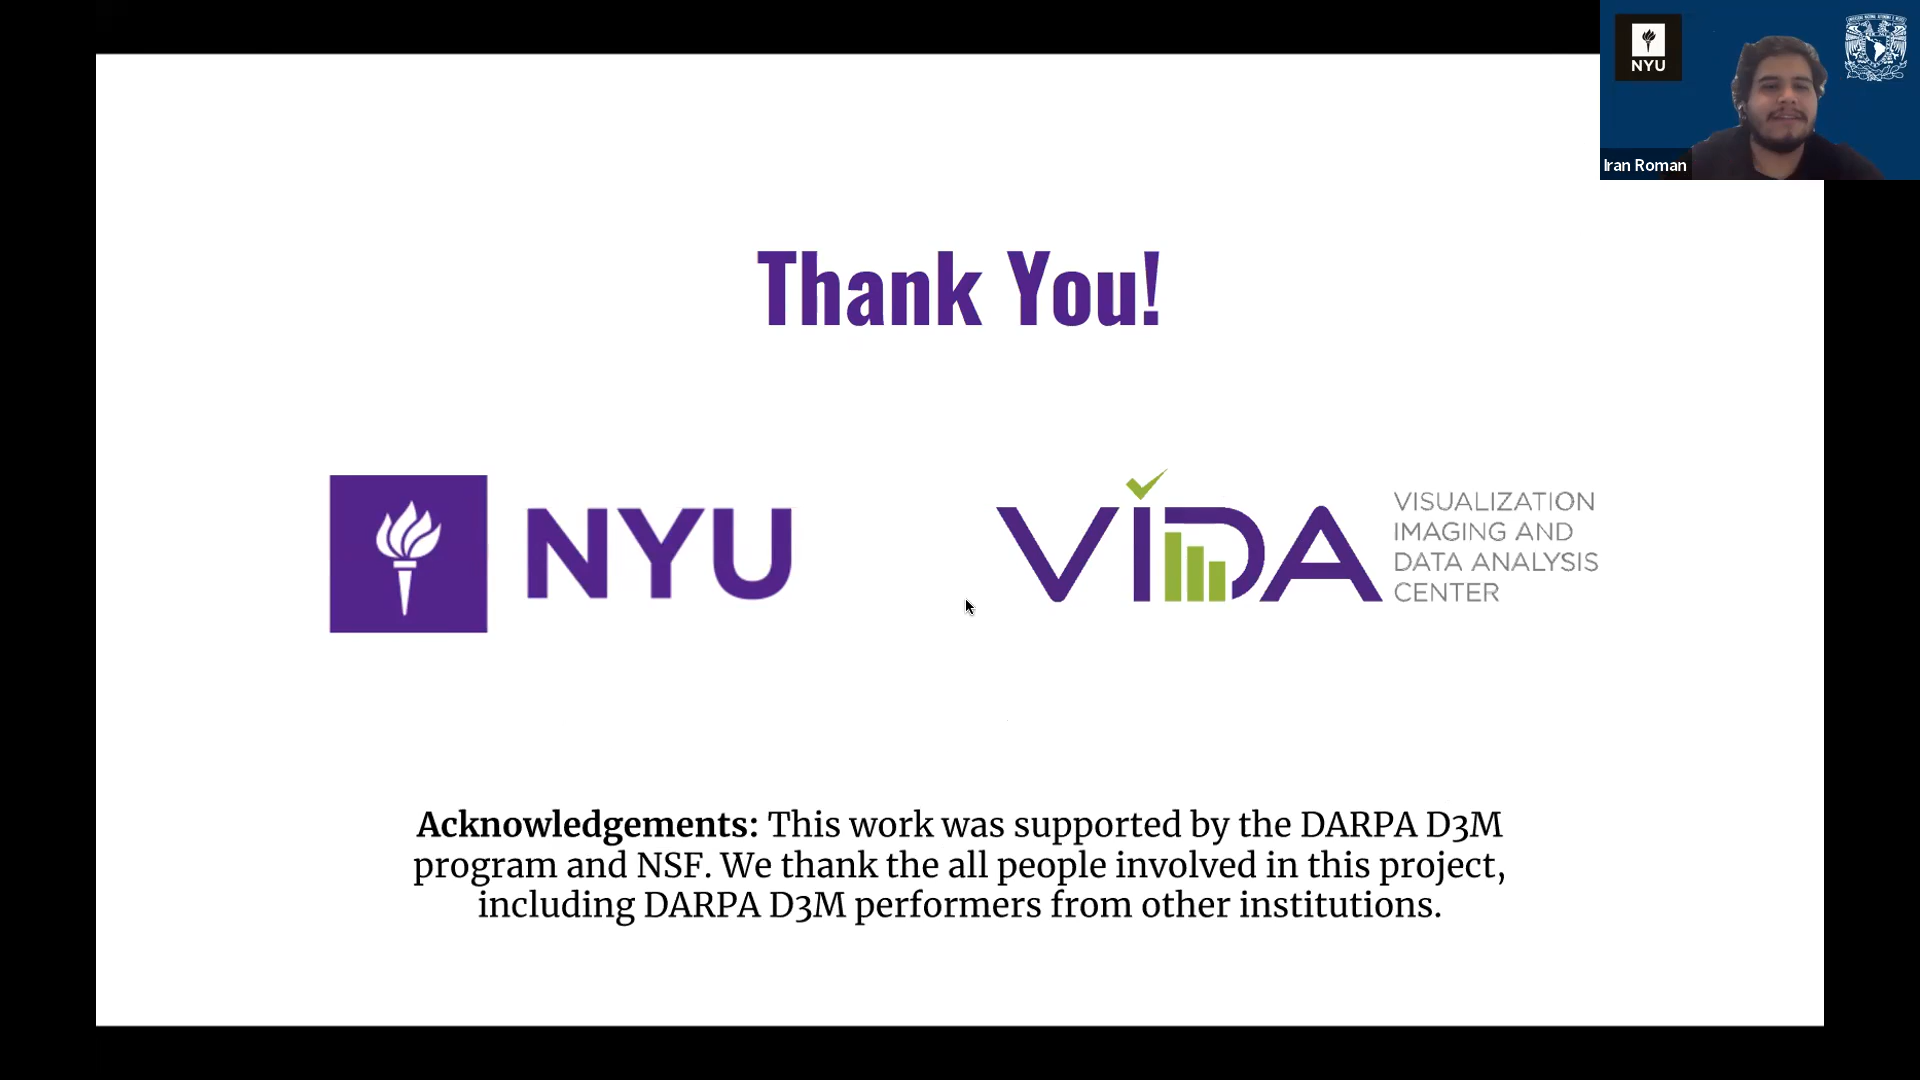 NYU
Iran Roman
Thank You!
NYU
VIDA
VISUALIZATION
IMAGING AND
DATA ANALYSIS
CENTER
Acknowledgements: This work was supported by the DARPA D3M
program and NSF. We thank the all people involved in this project,
including DARPA D3M performers from other institutions.